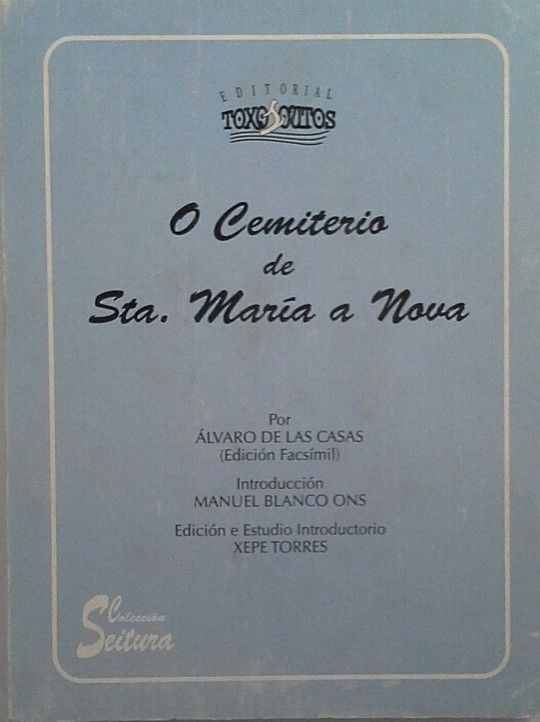 EDITORIAL
TOXOSOUTOS
O Cemiterio
de
Sta. María a Nova
Por
ÁLVARO DE LAS CASAS
(Edición Facsímil)
Introducción
MANUEL BLANCO ONS
Edición e Estudio Introductorio
XEPE TORRES
Colección
Seitura